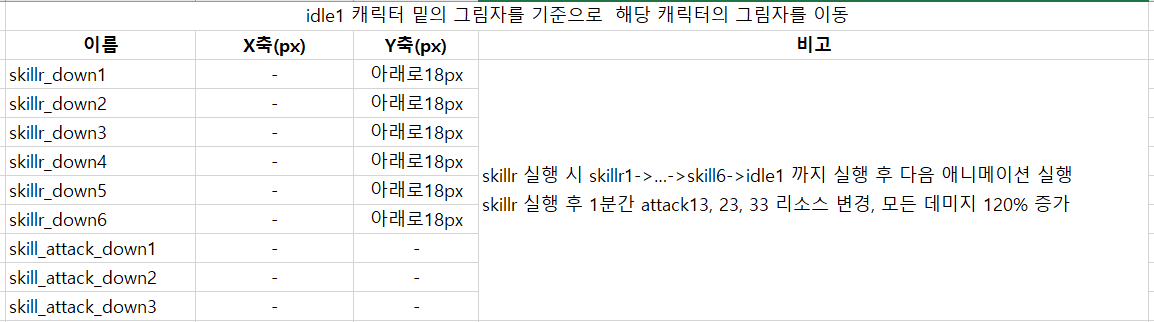 idle1 캐릭터 밑의 그림자를 기준으로 해당 캐릭터의 그림자를 이동
이름 X축(px) Y축(px) 비고
skillr_down1 - 아래로18px
skillr_down2 - 아래로18px
skillr_down3 - 아래로18px
skillr_down4 - 아래로18px
skillr_down5 - 아래로18px
skillr_down6 - 아래로18px
skill_attack_down1 - -
skill_attack_down2 - -
skill_attack_down3 - -
skillr 실행 시 skillr1->...->skill6->idle1 까지 실행 후 다음 애니메이션 실행
skillr 실행 후 1분간 attack13, 23, 33 리소스 변경, 모든 데미지 120% 증가